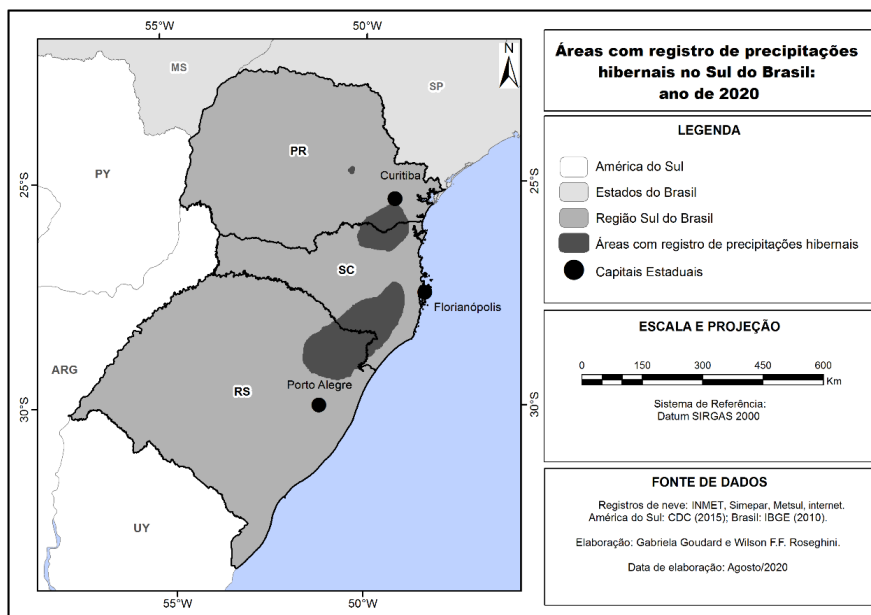 55°W
50°W
N
MS
SP
PR
PY
Curitiba
25°S
25°S
SC
Florianópolis
ARG
RS
Porto Alegre
30°S
30°S
UY
55°W
50°W
Áreas com registro de precipitações
hibernais no Sul do Brasil:
ano de 2020
LEGENDA
América do Sul
Estados do Brasil
Região Sul do Brasil
Áreas com registro de precipitações hibernais
Capitais Estaduais
ESCALA E PROJEÇÃO
0 150 300 450 600
Km
Sistema de Referência:
Datum SIRGAS 2000
FONTE DE DADOS
Registros de neve: INMET, Simepar, Metsul, internet.
América do Sul: CDC (2015); Brasil: IBGE (2010).
Elaboração: Gabriela Goudard e Wilson F.F. Roseghini.
Data de elaboração: Agosto/2020